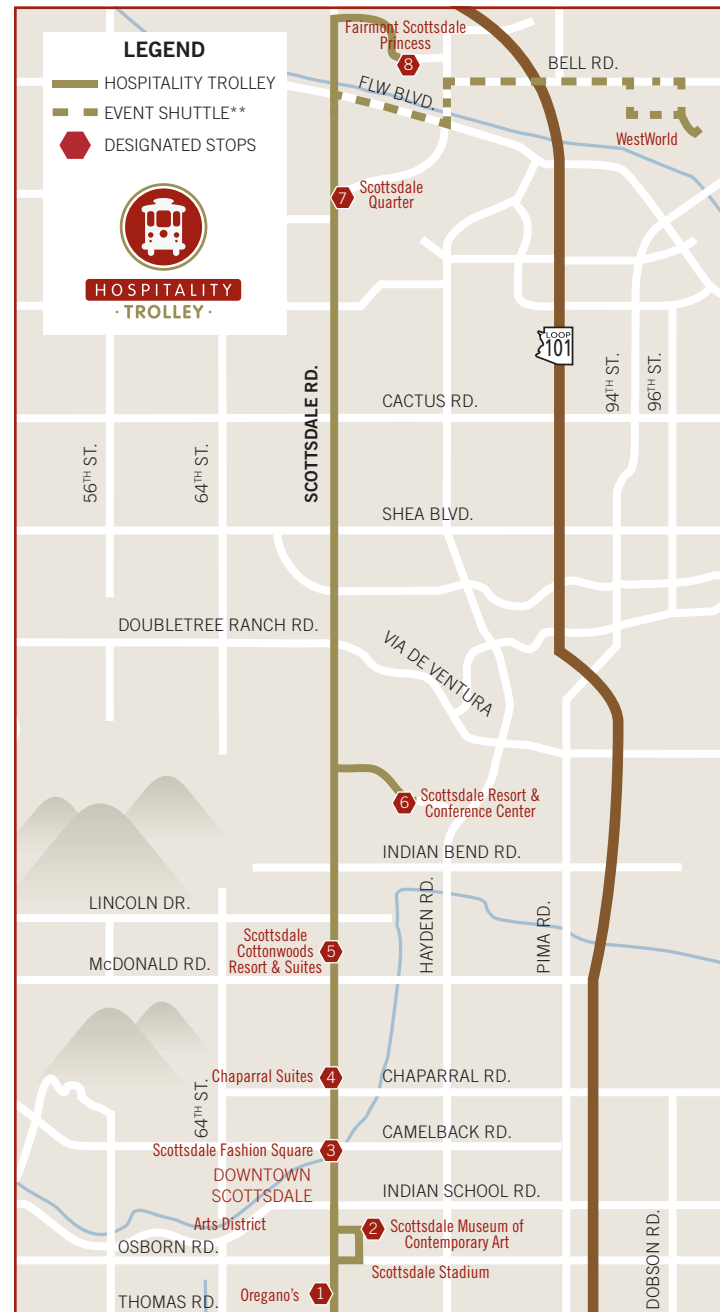 LEGEND
HOSPITALITY TROLLEY
EVENT SHUTTLE**
DESIGNATED STOPS
HOSPITALITY
· TROLLEY ·
Fairmont Scottsdale
Princess
8
BELL RD.
FLW BLVD.
WestWorld
7
Scottsdale
Quarter
LOOP
101
SCOTTSDALE RD.
CACTUS RD.
94TH ST.
96TH ST.
56TH ST.
64TH ST.
SHEA BLVD.
DOUBLETREE RANCH RD.
VIA DE VENTURA
6
Scottsdale Resort &
Conference Center
INDIAN BEND RD.
LINCOLN DR.
HAYDEN RD.
PIMA RD.
Scottsdale
Cottonwoods
Resort & Suites
5
McDONALD RD.
Chaparral Suites
4
CHAPARRAL RD.
64TH ST.
CAMELBACK RD.
Scottsdale Fashion Square
3
DOWNTOWN
SCOTTSDALE
INDIAN SCHOOL RD.
Arts District
2
Scottsdale Museum of
Contemporary Art
OSBORN RD.
Scottsdale Stadium
DOBSON RD.
Oregano's
1
THOMAS RD.